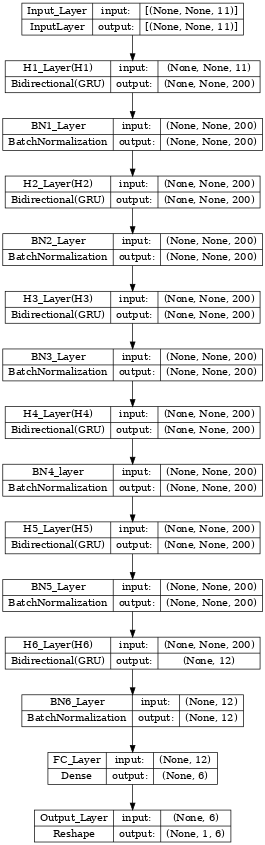 Input_Layer input: [(None, None, 11)]
InputLayer output: [(None, None, 11)]
H1_Layer(H1) input: (None, None, 11)
Bidirectional(GRU) output: (None, None, 200)
BN1_Layer input: (None, None, 200)
BatchNormalization output: (None, None, 200)
H2_Layer(H2) input: (None, None, 200)
Bidirectional(GRU) output: (None, None, 200)
BN2_Layer input: (None, None, 200)
BatchNormalization output: (None, None, 200)
H3_Layer(H3) input: (None, None, 200)
Bidirectional(GRU) output: (None, None, 200)
BN3_Layer input: (None, None, 200)
BatchNormalization output: (None, None, 200)
H4_Layer(H4) input: (None, None, 200)
Bidirectional(GRU) output: (None, None, 200)
BN4_layer input: (None, None, 200)
BatchNormalization output: (None, None, 200)
H5_Layer(H5) input: (None, None, 200)
Bidirectional(GRU) output: (None, None, 200)
BN5_Layer input: (None, None, 200)
BatchNormalization output: (None, None, 200)
H6_Layer(H6) input: (None, None, 200)
Bidirectional(GRU) output: (None, 12)
BN6_Layer input: (None, 12)
BatchNormalization output: (None, 12)
FC_Layer input: (None, 12)
Dense output: (None, 6)
Output_Layer input: (None, 6)
Reshape output: (None, 1, 6)